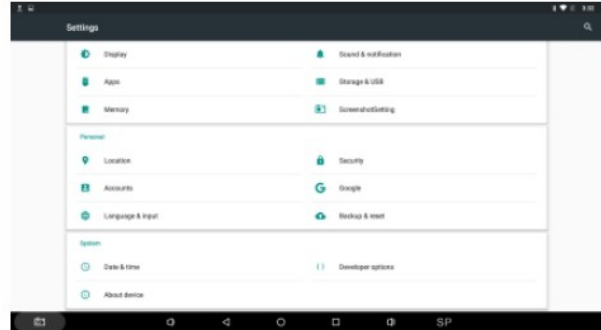 Settings
Display
Sound & notification
Apps
Storage & USB
Memory
ScreenshotSetting
Personal
Location
Security
Accounts
Google
Language & input
Backup & reset
System
Date & time
Developer options
About device
SP